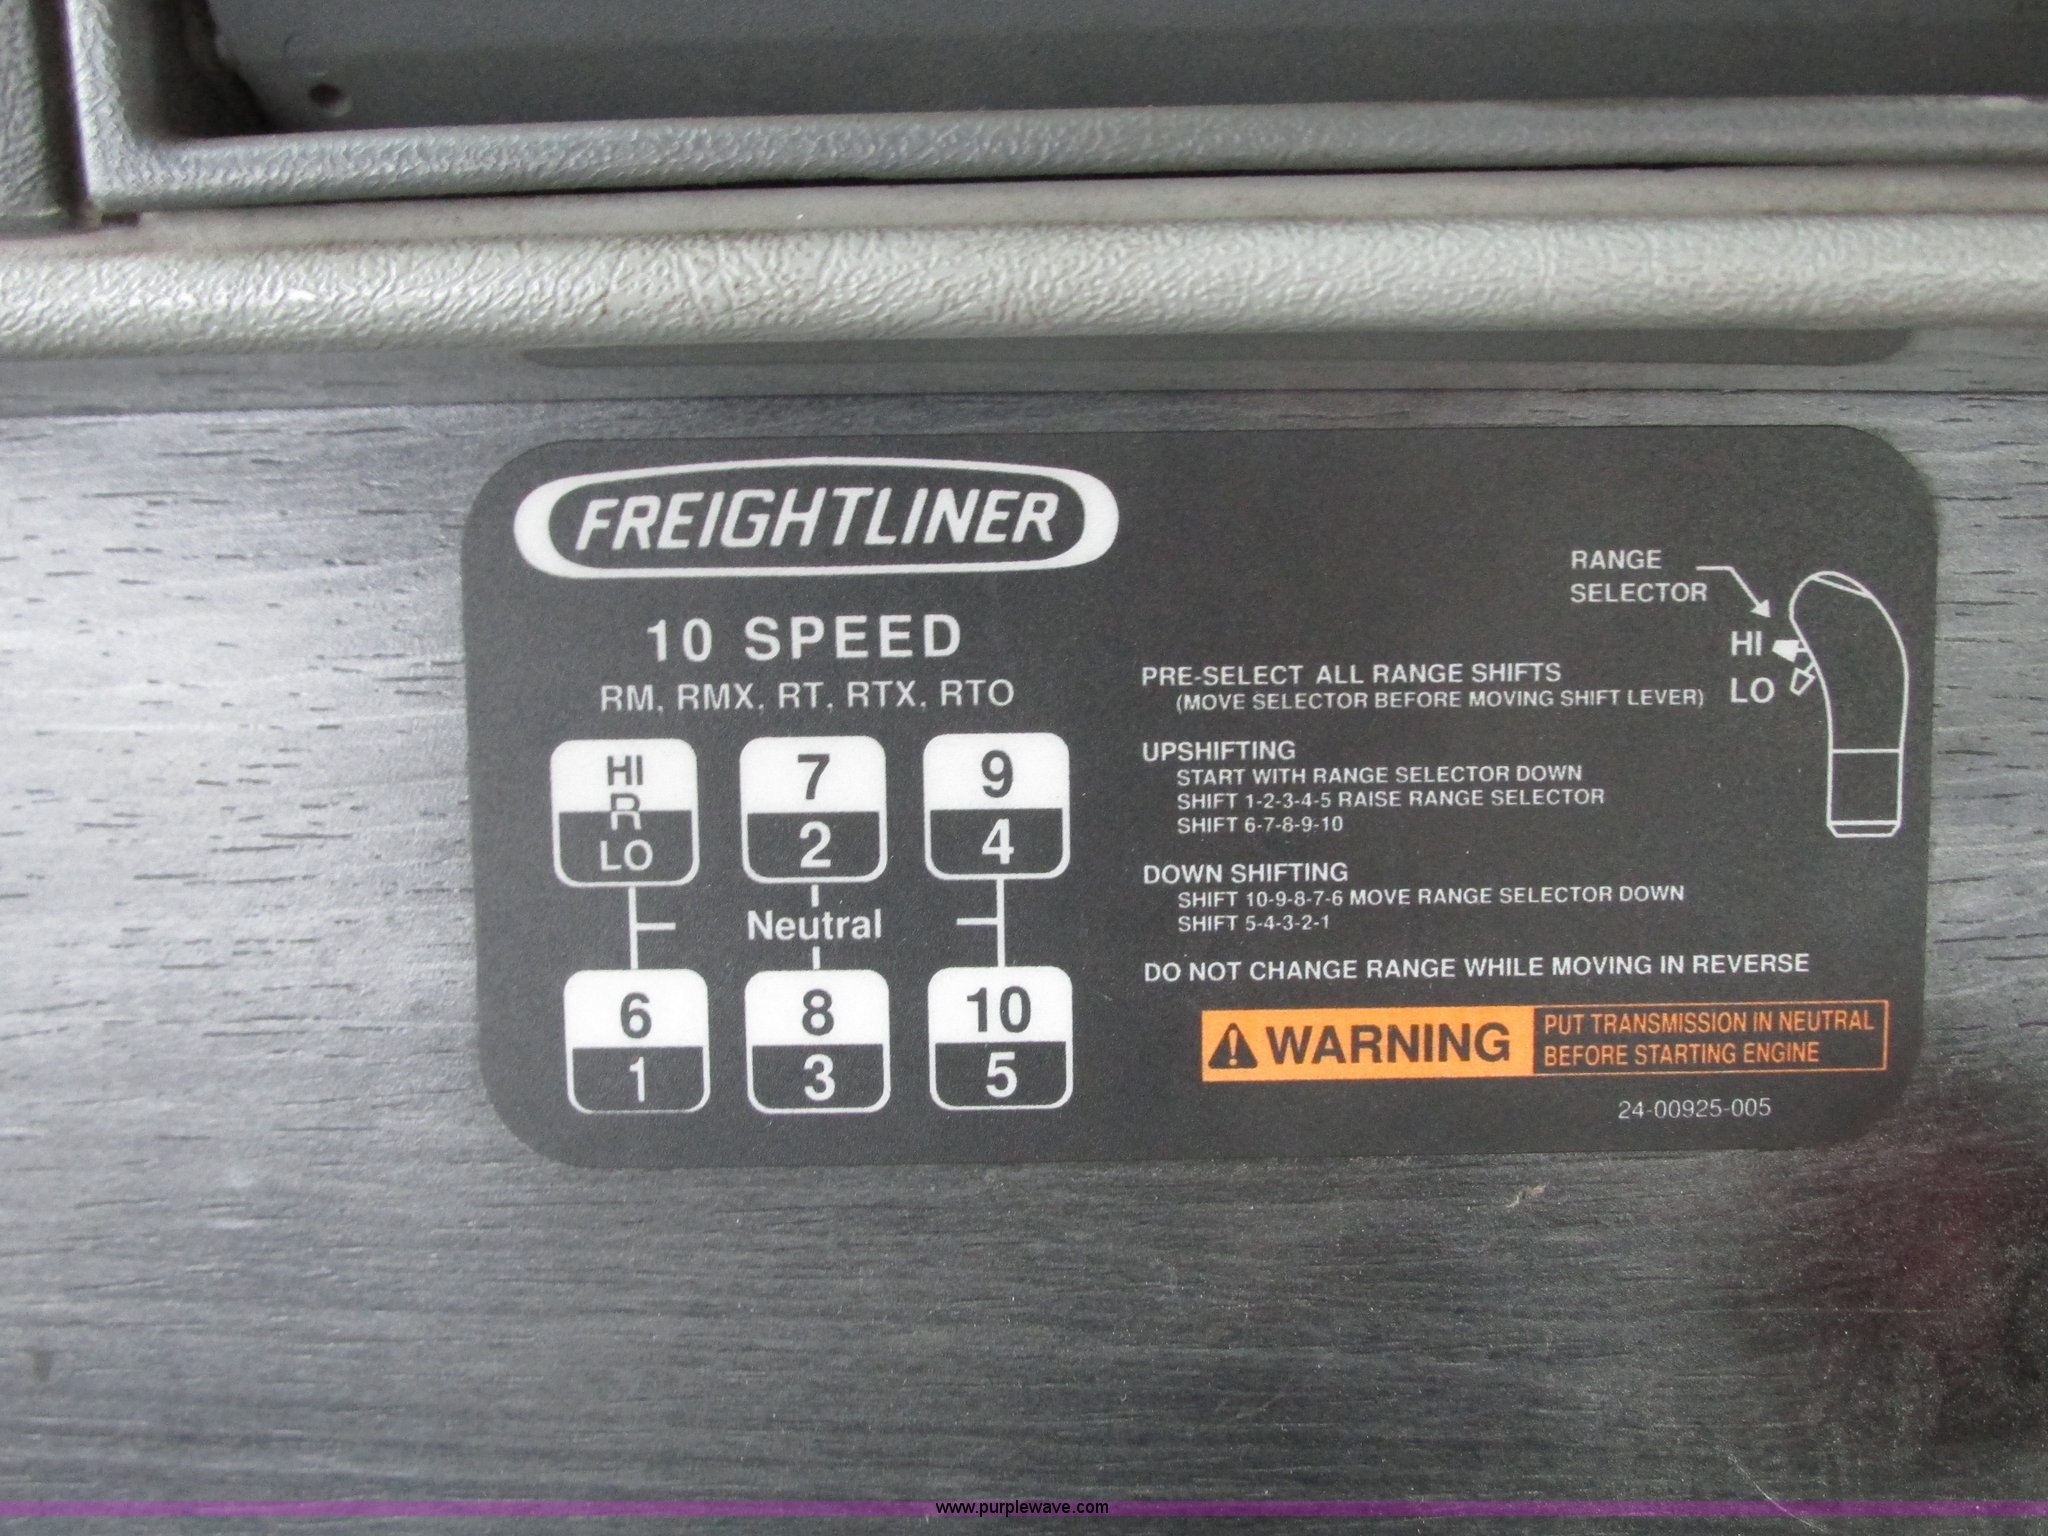 FREIGHTLINER
10 SPEED
RM, RMX, RT, RTX, RTO
HI
R
LO
7
2
9
4
Neutral
6
1
8
3
10
5
RANGE
SELECTOR
HI
LO
PRE-SELECT ALL RANGE SHIFTS
(MOVE SELECTOR BEFORE MOVING SHIFT LEVER)
UPSHIFTING
START WITH RANGE SELECTOR DOWN
SHIFT 1-2-3-4-5 RAISE RANGE SELECTOR
SHIFT 6-7-8-9-10
DOWN SHIFTING
SHIFT 10-9-8-7-6 MOVE RANGE SELECTOR DOWN
SHIFT 5-4-3-2-1
DO NOT CHANGE RANGE WHILE MOVING IN REVERSE
WARNING
PUT TRANSMISSION IN NEUTRAL
BEFORE STARTING ENGINE
24-00925-005
www.purplewave.com